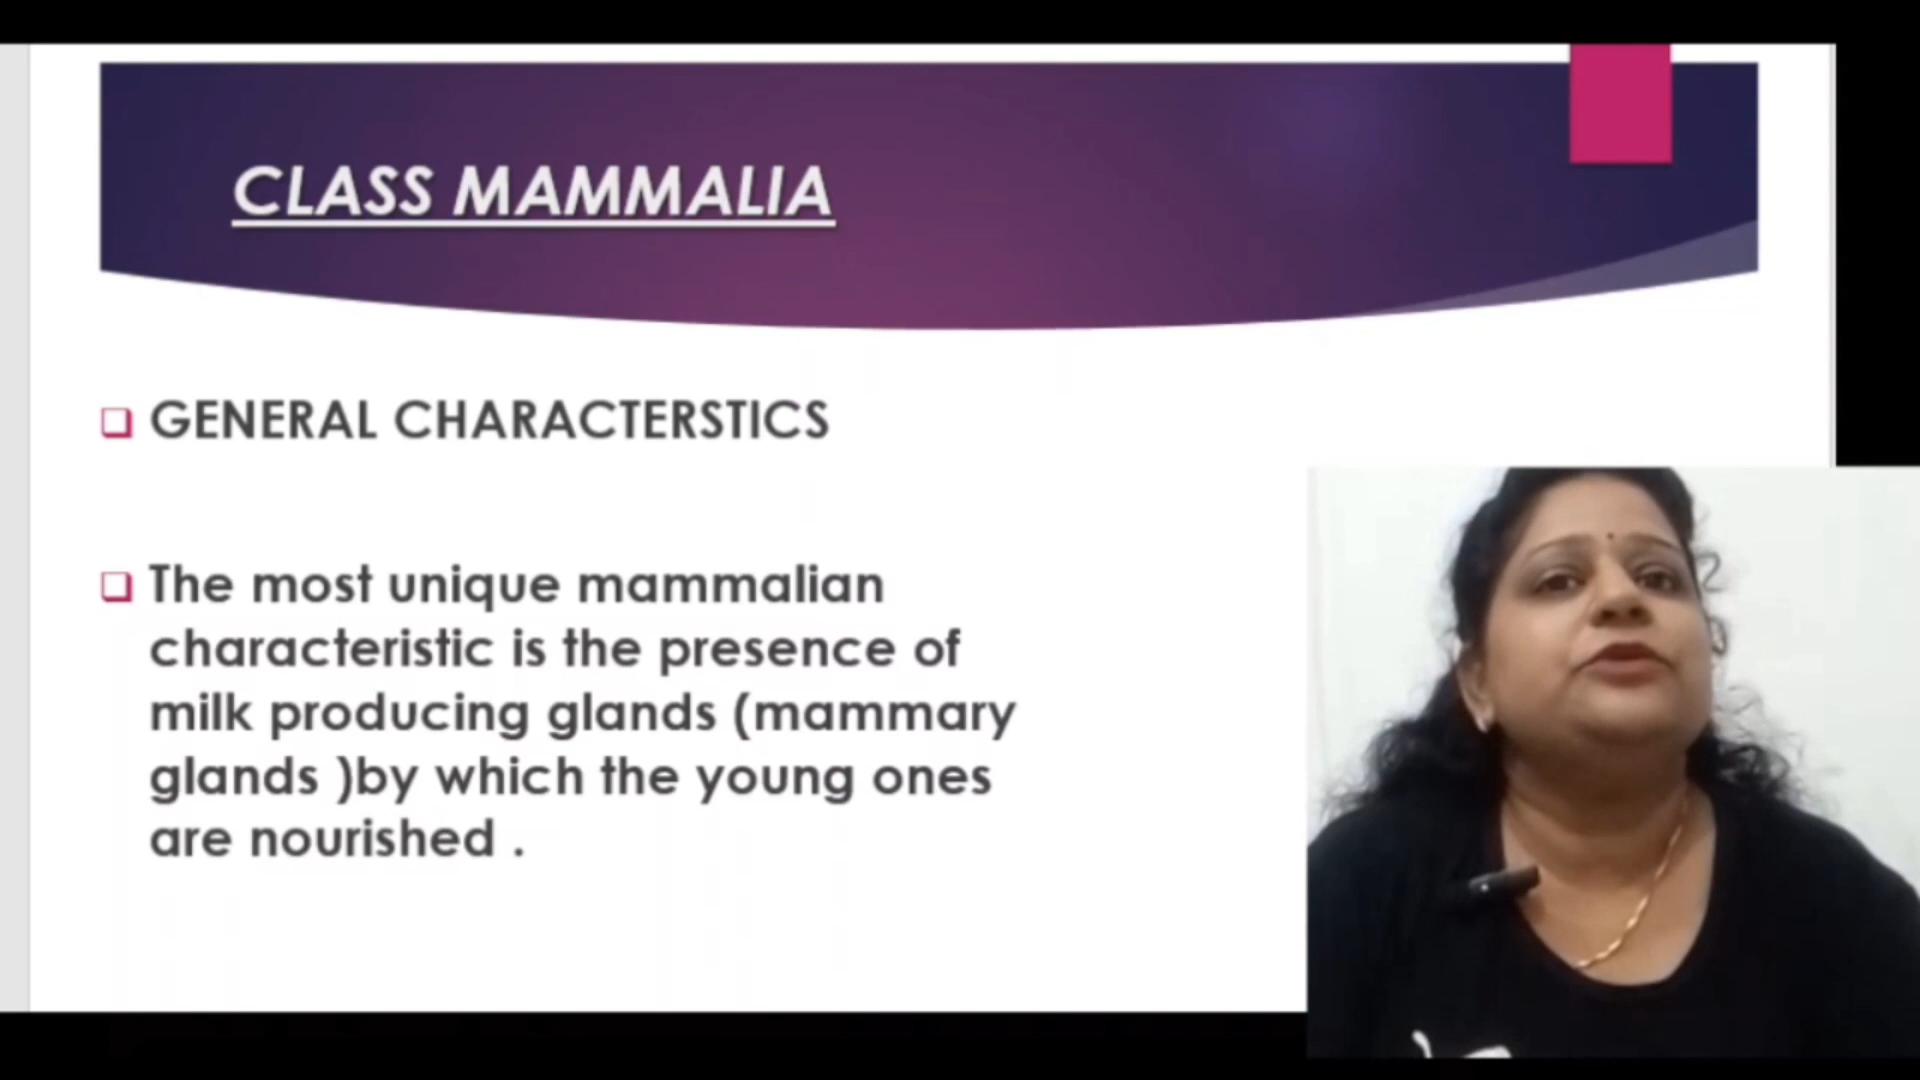 CLASS MAMMALIA
GENERAL CHARACTERSTICS
The most unique mammalian
characteristic is the presence of
milk producing glands (mammary
glands )by which the young ones
are nourished .